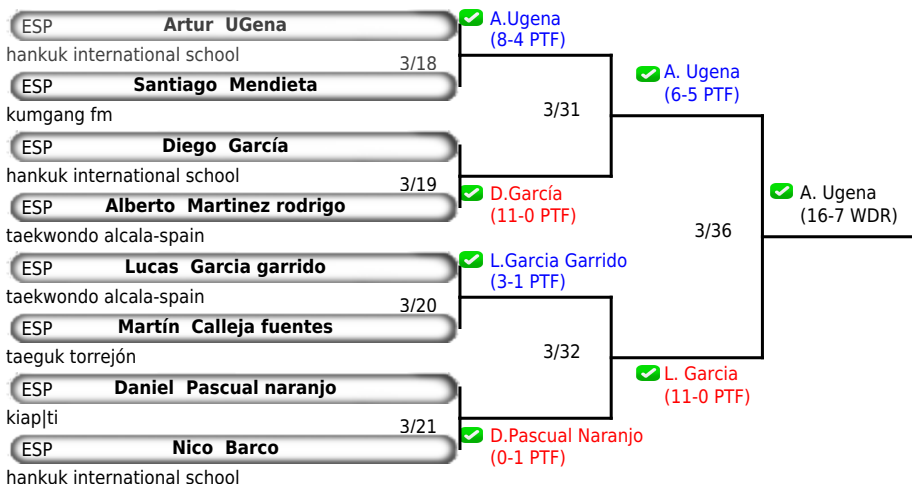 ESP Artur UGena
hankuk international school
3/18
ESP Santiago Mendieta
kumgang fm
ESP Diego García
hankuk international school
3/19
ESP Alberto Martinez rodrigo
taekwondo alcala-spain
ESP Lucas Garcia garrido
taekwondo alcala-spain
3/20
ESP Martín Calleja fuentes
taeguk torrejón
ESP Daniel Pascual naranjo
kiap|ti
3/21
ESP Nico Barco
hankuk international school
A.Ugena
(8-4 PTF)
3/31
D.García
(11-0 PTF)
L.Garcia Garrido
(3-1 PTF)
3/32
D.Pascual Naranjo
(0-1 PTF)
A. Ugena
(6-5 PTF)
3/36
L. Garcia
(11-0 PTF)
A. Ugena
(16-7 WDR)